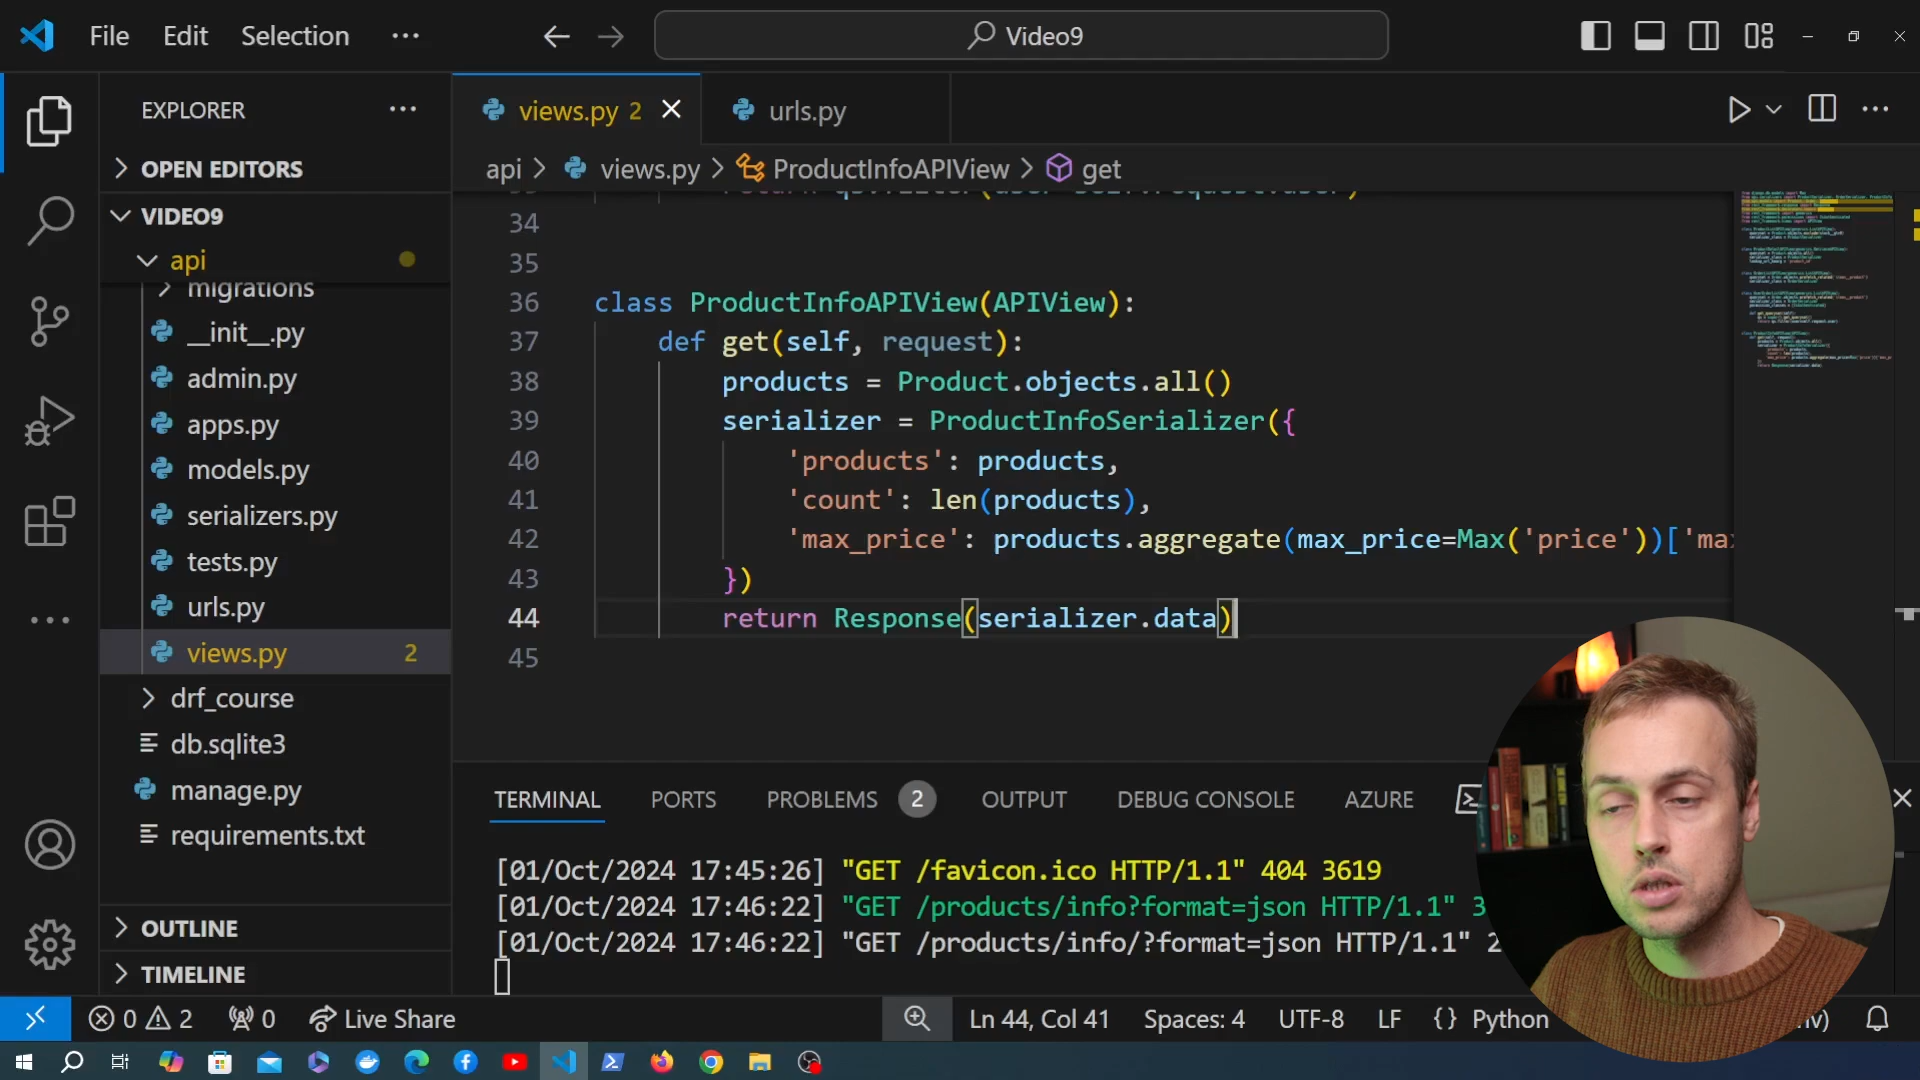 File Edit Selection ...
Video9
EXPLORER ...
OPEN EDITORS
VIDEO9
api
migrations
__init__.py
admin.py
apps.py
models.py
serializers.py
tests.py
urls.py
views.py 2
drf_course
db.sqlite3
manage.py
requirements.txt
OUTLINE
TIMELINE
views.py 2
urls.py
api > views.py > ProductInfoAPIView > get
34
35
36 class ProductInfoAPIView(APIView):
37 def get(self, request):
38 products = Product.objects.all()
39 serializer = ProductInfoSerializer({
40 'products': products,
41 'count': len(products),
42 'max_price': products.aggregate(max_price=Max('price'))['max
43 })
44 return Response(serializer.data)
45
TERMINAL PORTS PROBLEMS 2 OUTPUT DEBUG CONSOLE AZURE
[01/Oct/2024 17:45:26] "GET /favicon.ico HTTP/1.1" 404 3619
[01/Oct/2024 17:46:22] "GET /products/info?format=json HTTP/1.1" 3
[01/Oct/2024 17:46:22] "GET /products/info/?format=json HTTP/1.1" 2
0 2 0 Live Share Ln 44, Col 41 Spaces: 4 UTF-8 LF {} Python